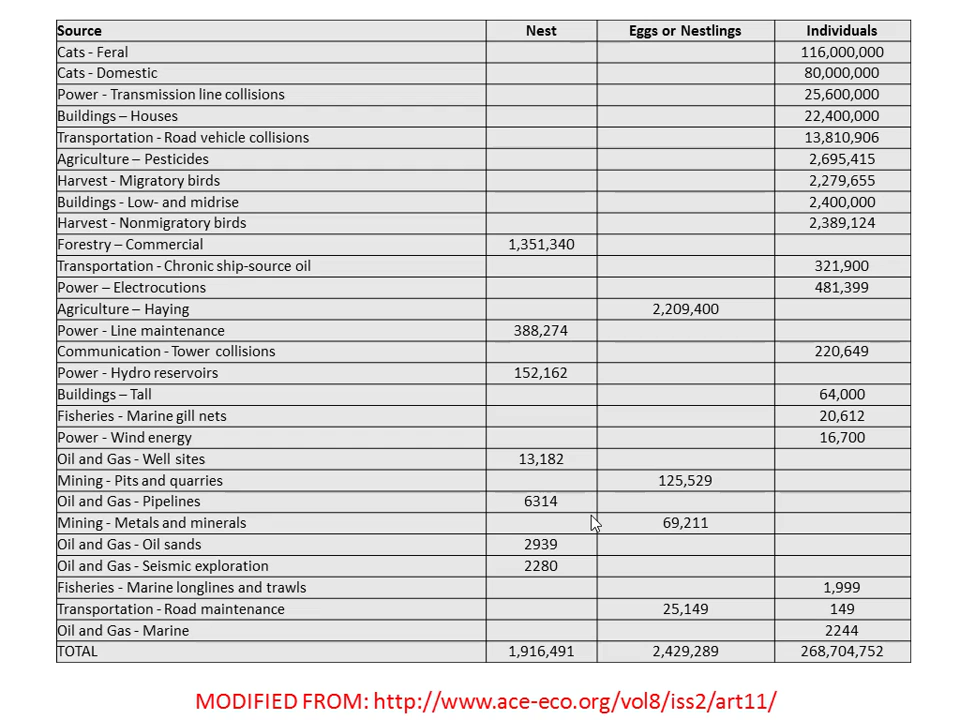 Source Nest Eggs or Nestlings Individuals
Cats - Feral 116,000,000
Cats - Domestic 80,000,000
Power - Transmission line collisions 25,600,000
Buildings – Houses 22,400,000
Transportation - Road vehicle collisions 13,810,906
Agriculture – Pesticides 2,695,415
Harvest - Migratory birds 2,279,655
Buildings - Low- and midrise 2,400,000
Harvest - Nonmigratory birds 2,389,124
Forestry – Commercial 1,351,340
Transportation - Chronic ship-source oil 321,900
Power – Electrocutions 481,399
Agriculture – Haying 2,209,400
Power - Line maintenance 388,274
Communication - Tower collisions 220,649
Power - Hydro reservoirs 152,162
Buildings – Tall 64,000
Fisheries - Marine gill nets 20,612
Power - Wind energy 16,700
Oil and Gas - Well sites 13,182
Mining - Pits and quarries 125,529
Oil and Gas - Pipelines 6314
Mining - Metals and minerals 69,211
Oil and Gas - Oil sands 2939
Oil and Gas - Seismic exploration 2280
Fisheries - Marine longlines and trawls 1,999
Transportation - Road maintenance 25,149 149
Oil and Gas - Marine 2244
TOTAL 1,916,491 2,429,289 268,704,752
MODIFIED FROM: http://www.ace-eco.org/vol8/iss2/art11/